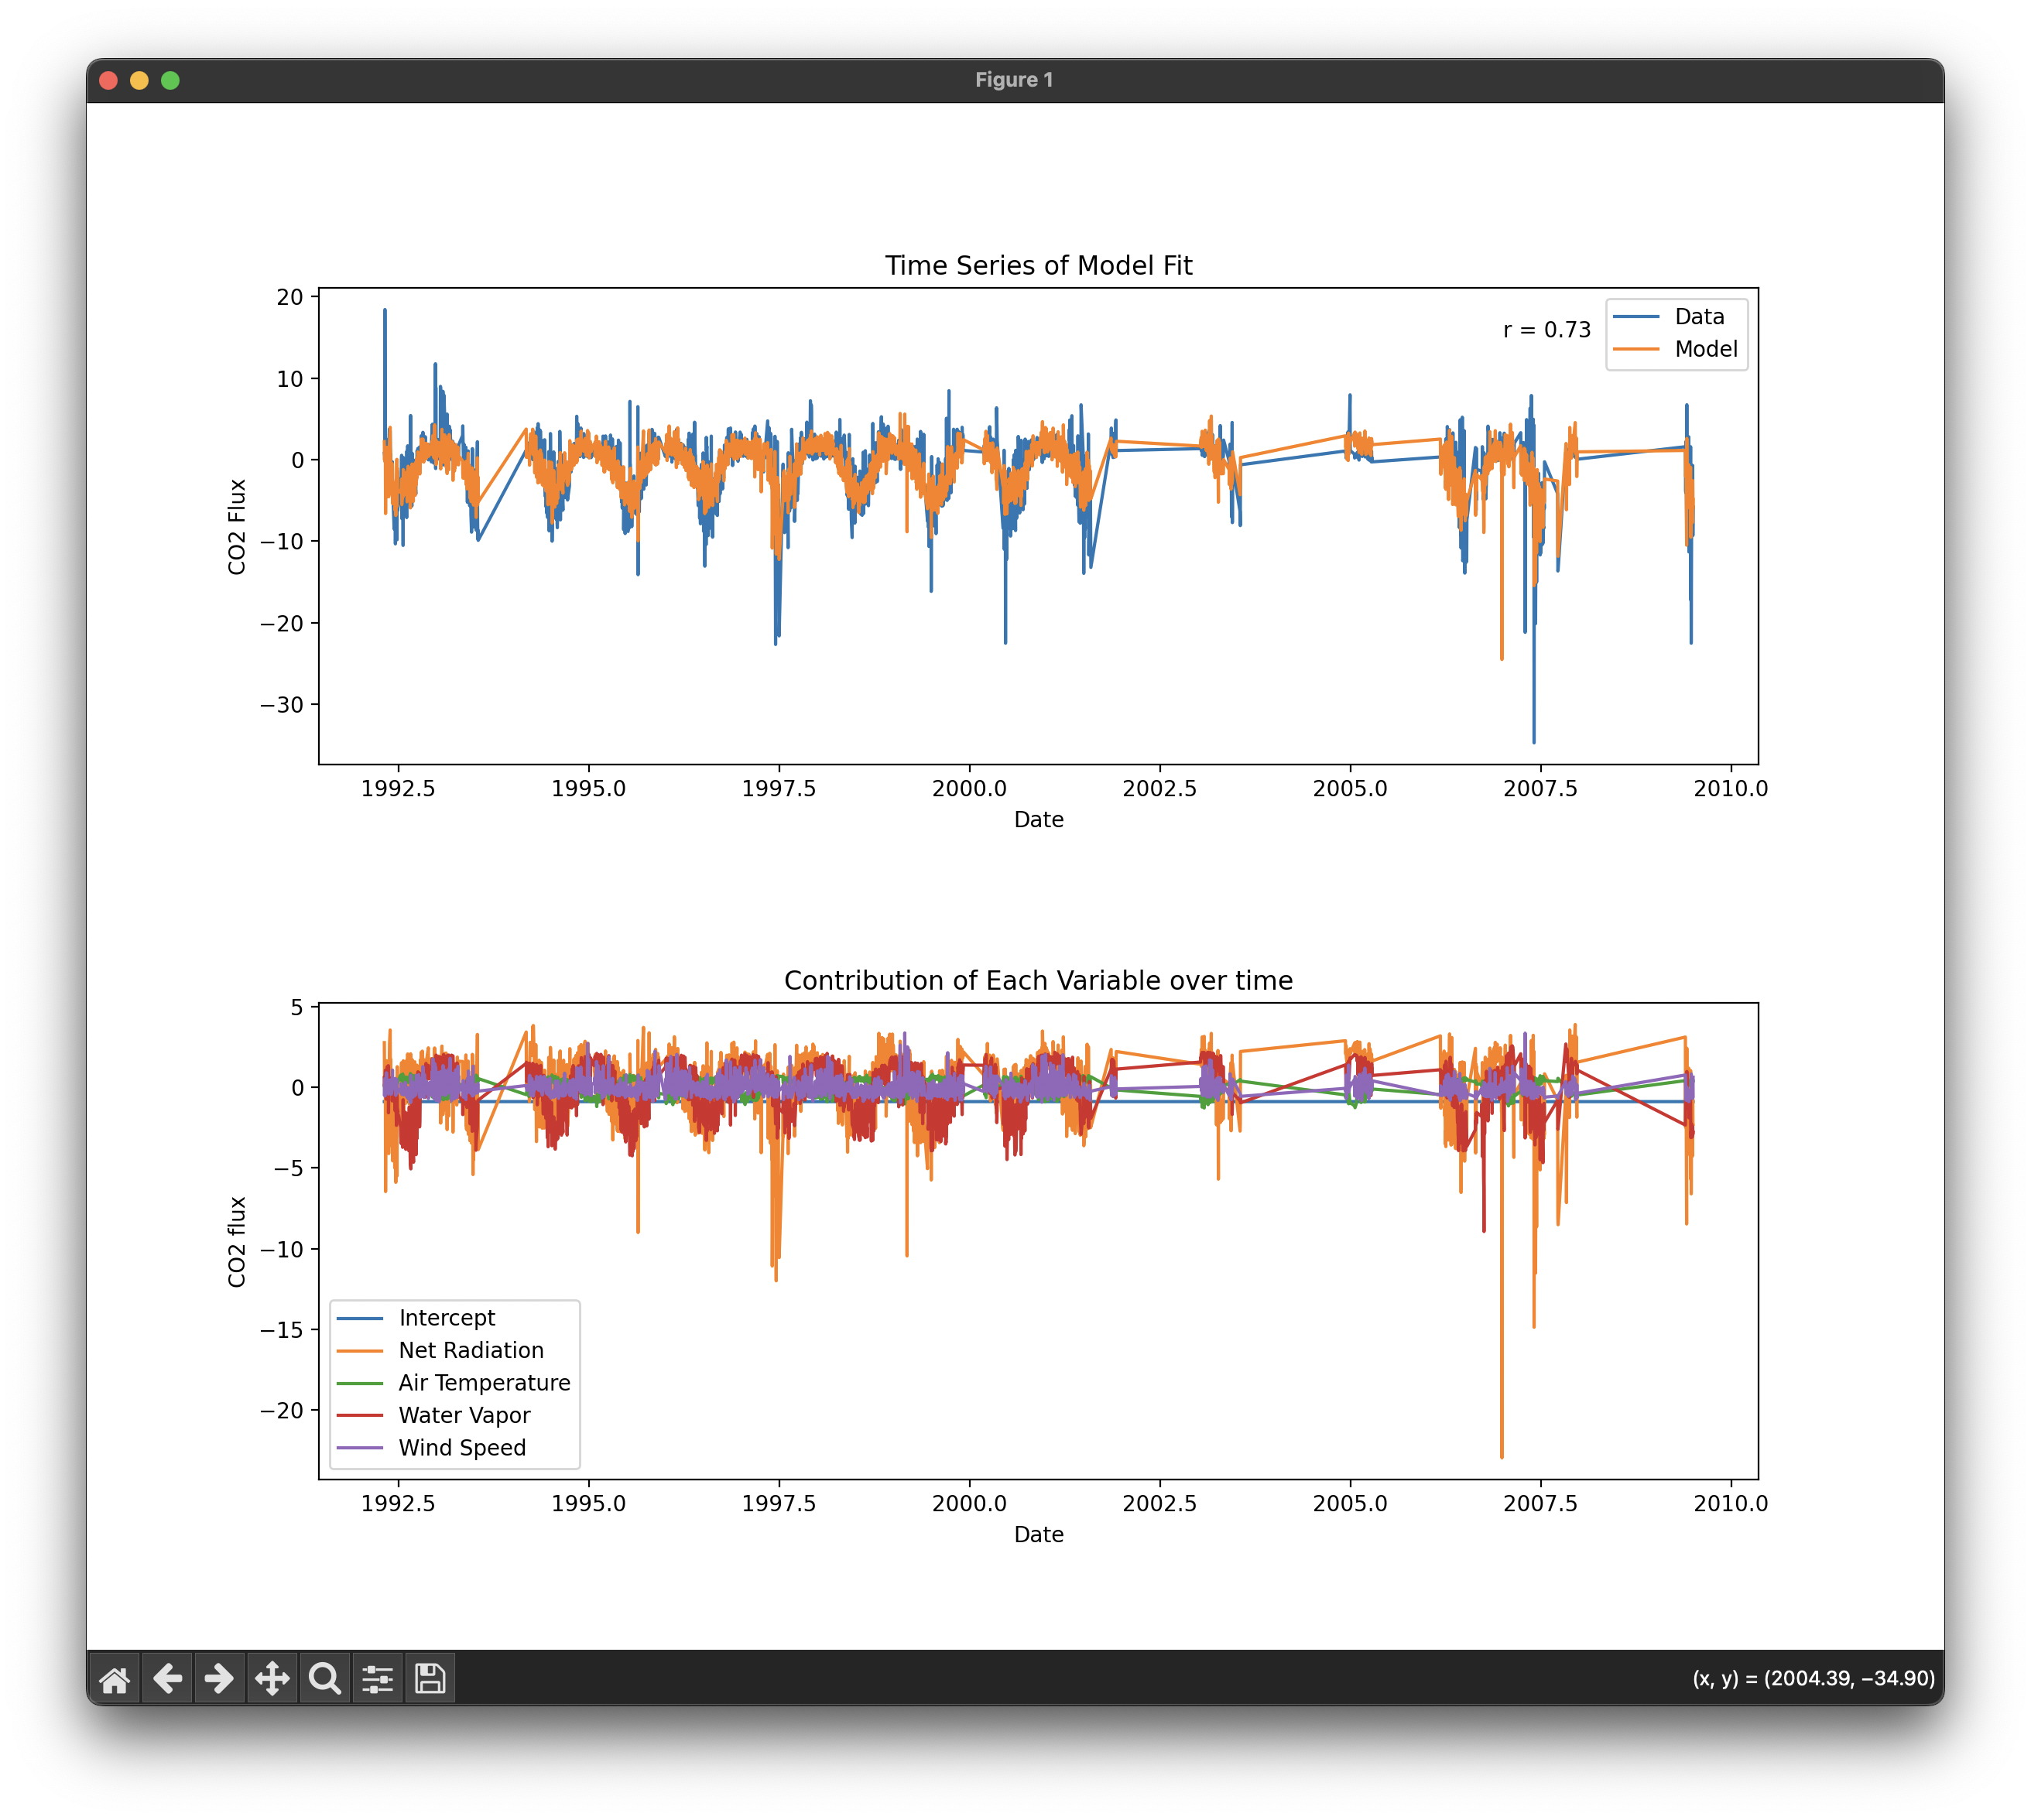 Figure 1
Time Series of Model Fit
20
10
0
−10
−20
−30
CO2 Flux
r = 0.73
Data
Model
1992.5 1995.0 1997.5 2000.0 2002.5 2005.0 2007.5 2010.0
Date
Contribution of Each Variable over time
5
0
−5
−10
−15
−20
CO2 flux
Intercept
Net Radiation
Air Temperature
Water Vapor
Wind Speed
1992.5 1995.0 1997.5 2000.0 2002.5 2005.0 2007.5 2010.0
Date
(x, y) = (2004.39, −34.90)